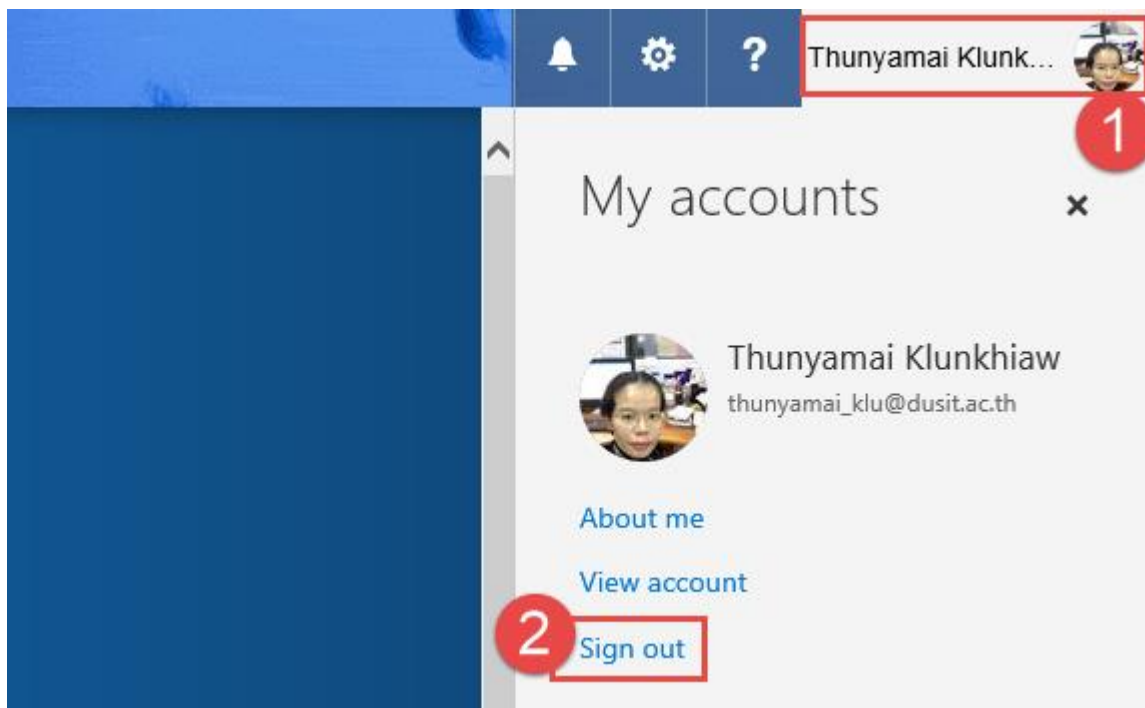 ? Thunyamai Klunk...
1
My accounts
Thunyamai Klunkhiaw
thunyamai_klu@dusit.ac.th
About me
View account
2 Sign out